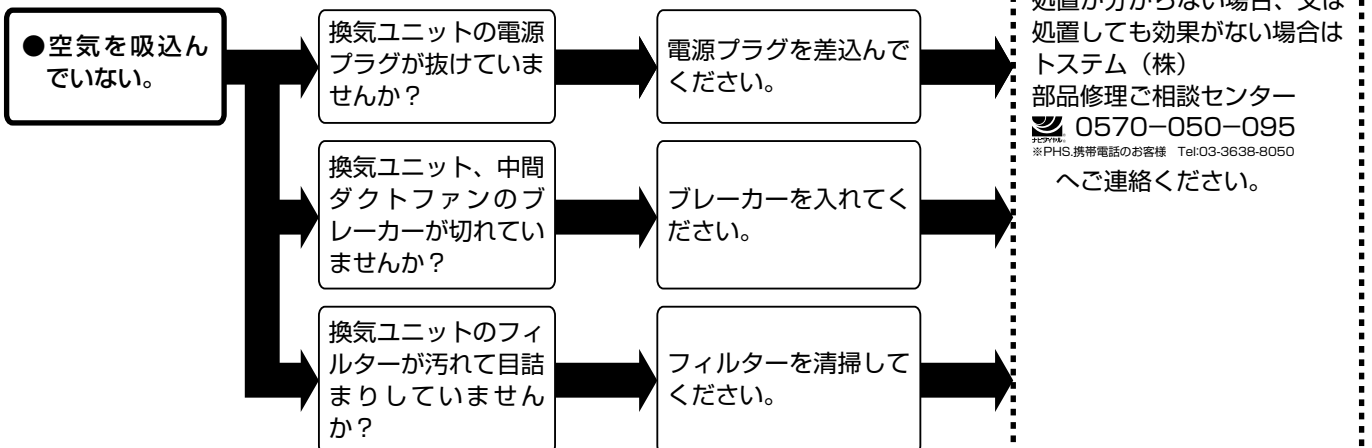 ●空気を吸込ん
でいない。
換気ユニットの電源
プラグが抜けていま
せんか？
電源プラグを差込んで
ください。
換気ユニット、中間
ダクトファンのブ
レーカーが切れてい
ませんか？
ブレーカーを入れてく
ださい。
換気ユニットのフィ
ルターが汚れて目詰
まりしていません
か？
フィルターを清掃して
ください。
処置が分からない場合、又は
処置しても効果がない場合は
トステム（株）
部品修理ご相談センター
ナビダイヤル 0570−050−095
※PHS.携帯電話のお客様 Tel:03-3638-8050
へご連絡ください。